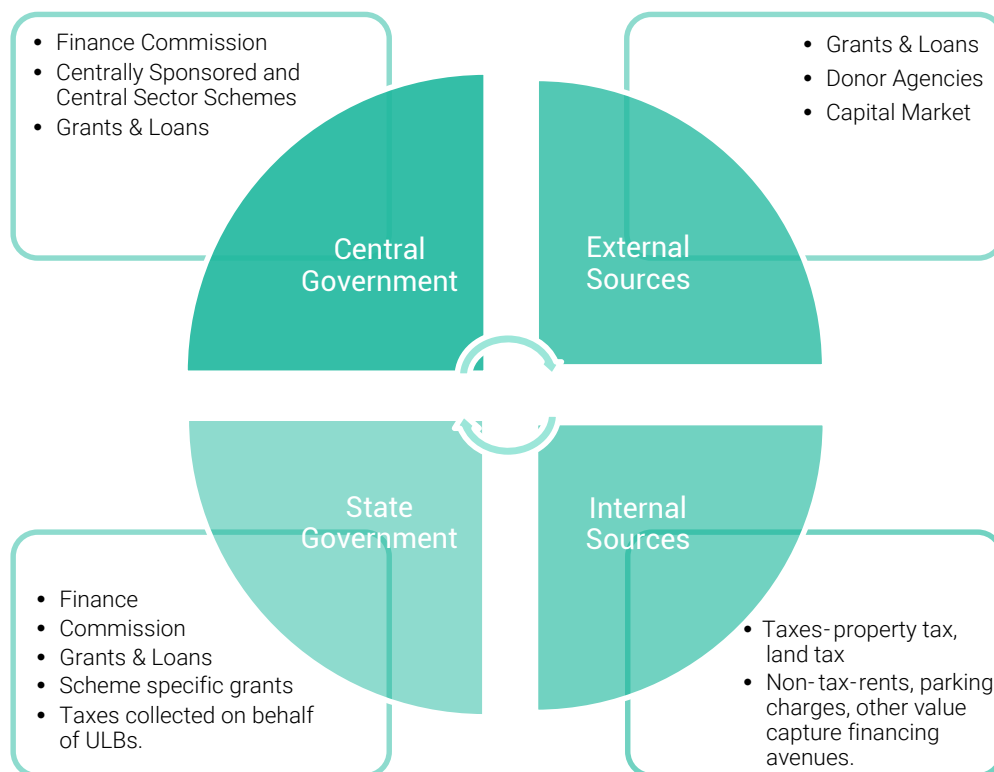 • Finance Commission
• Centrally Sponsored and
Central Sector Schemes
• Grants & Loans
• Grants & Loans
• Donor Agencies
• Capital Market
Central
Government
External
Sources
State
Government
Internal
Sources
• Finance
• Commission
• Grants & Loans
• Scheme specific grants
• Taxes collected on behalf
of ULBs.
• Taxes-property tax,
land tax
• Non-tax-rents, parking
charges, other value
capture financing
avenues.